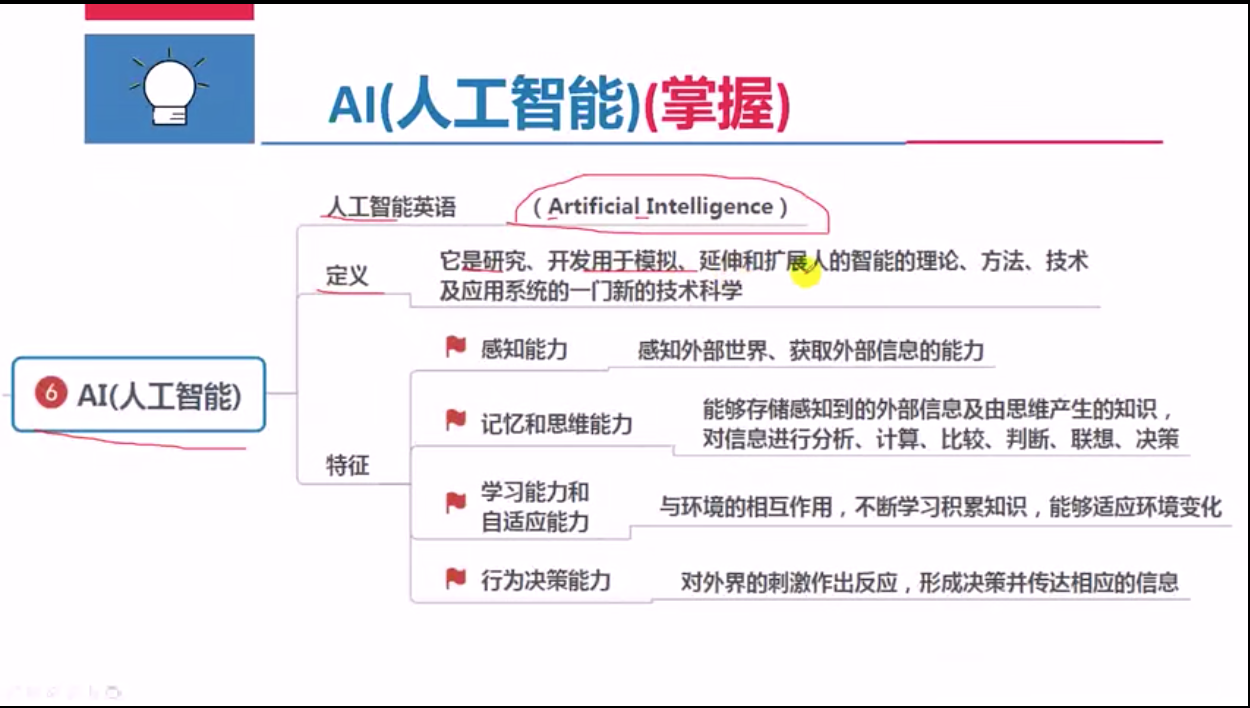 AI(人工智能)(掌握)
人工智能英语
（Artificial Intelligence）
定义
它是研究、开发用于模拟、延伸和扩展人的智能的理论、方法、技术
及应用系统的一门新的技术科学
6 AI(人工智能)
特征
感知能力
感知外部世界、获取外部信息的能力
记忆和思维能力
能够存储感知到的外部信息及由思维产生的知识，
对信息进行分析、计算、比较、判断、联想、决策
学习能力和
自适应能力
与环境的相互作用，不断学习积累知识，能够适应环境变化
行为决策能力
对外界的刺激作出反应，形成决策并传达相应的信息